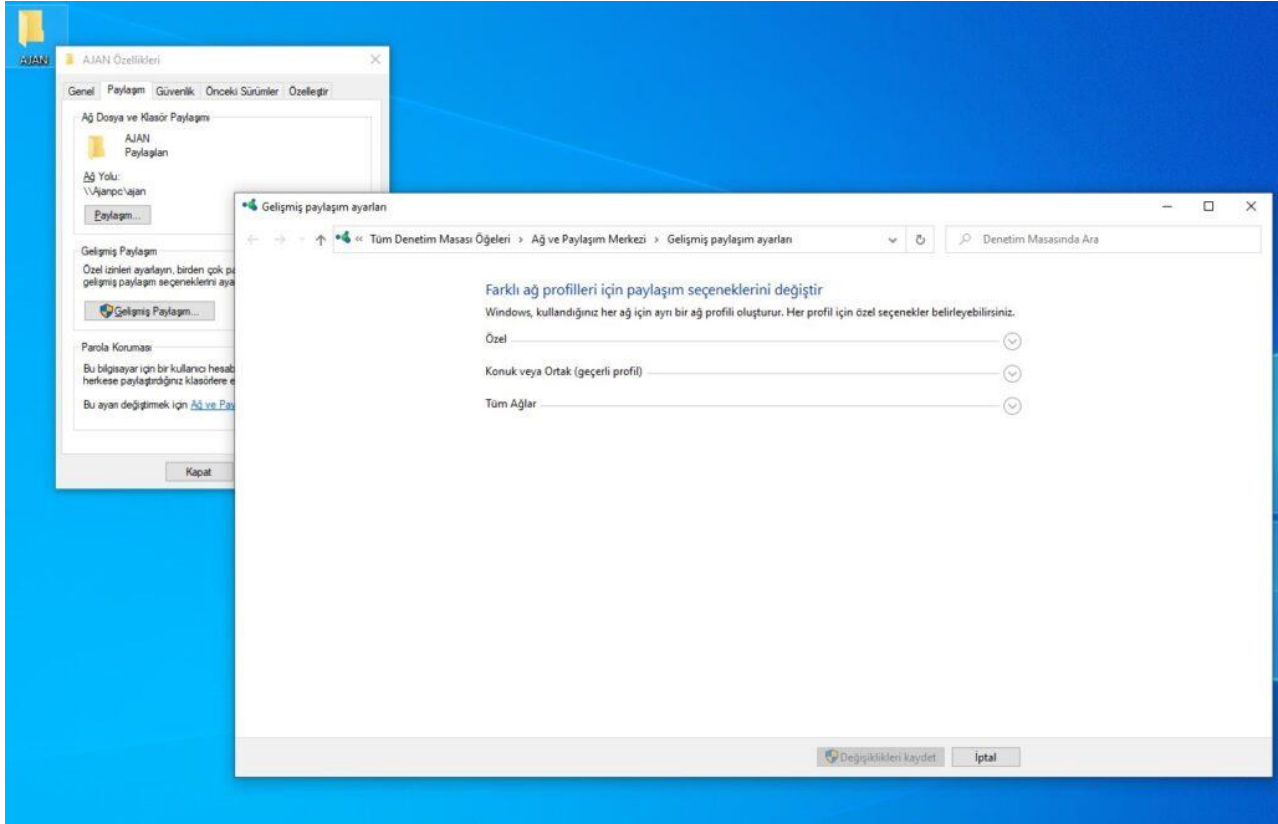 AJAN
AJAN Özellikleri
Genel Paylaşım Güvenlik Önceki Sürümler Özelleştir
Ağ Dosya ve Klasör Paylaşımı
AJAN
Paylaşılan
Ağ Yolu:
\\Ajanpc\ajan
Paylaşım...
Gelişmiş Paylaşım
Özel izinleri ayarlayın, birden çok pa
gelişmiş paylaşım seçeneklerini aya
Gelişmiş Paylaşım...
Parola Koruması
Bu bilgisayar için bir kullanıcı hesab
herkese paylaştırdığınız klasörlere e
Bu ayarı değiştirmek için Ağ ve Pay
Kapat
Gelişmiş paylaşım ayarları
« Tüm Denetim Masası Öğeleri › Ağ ve Paylaşım Merkezi › Gelişmiş paylaşım ayarları
Denetim Masasında Ara
Farklı ağ profilleri için paylaşım seçeneklerini değiştir
Windows, kullandığınız her ağ için ayrı bir ağ profili oluşturur. Her profil için özel seçenekler belirleyebilirsiniz.
Özel
Konuk veya Ortak (geçerli profil)
Tüm Ağlar
Değişiklikleri kaydet İptal